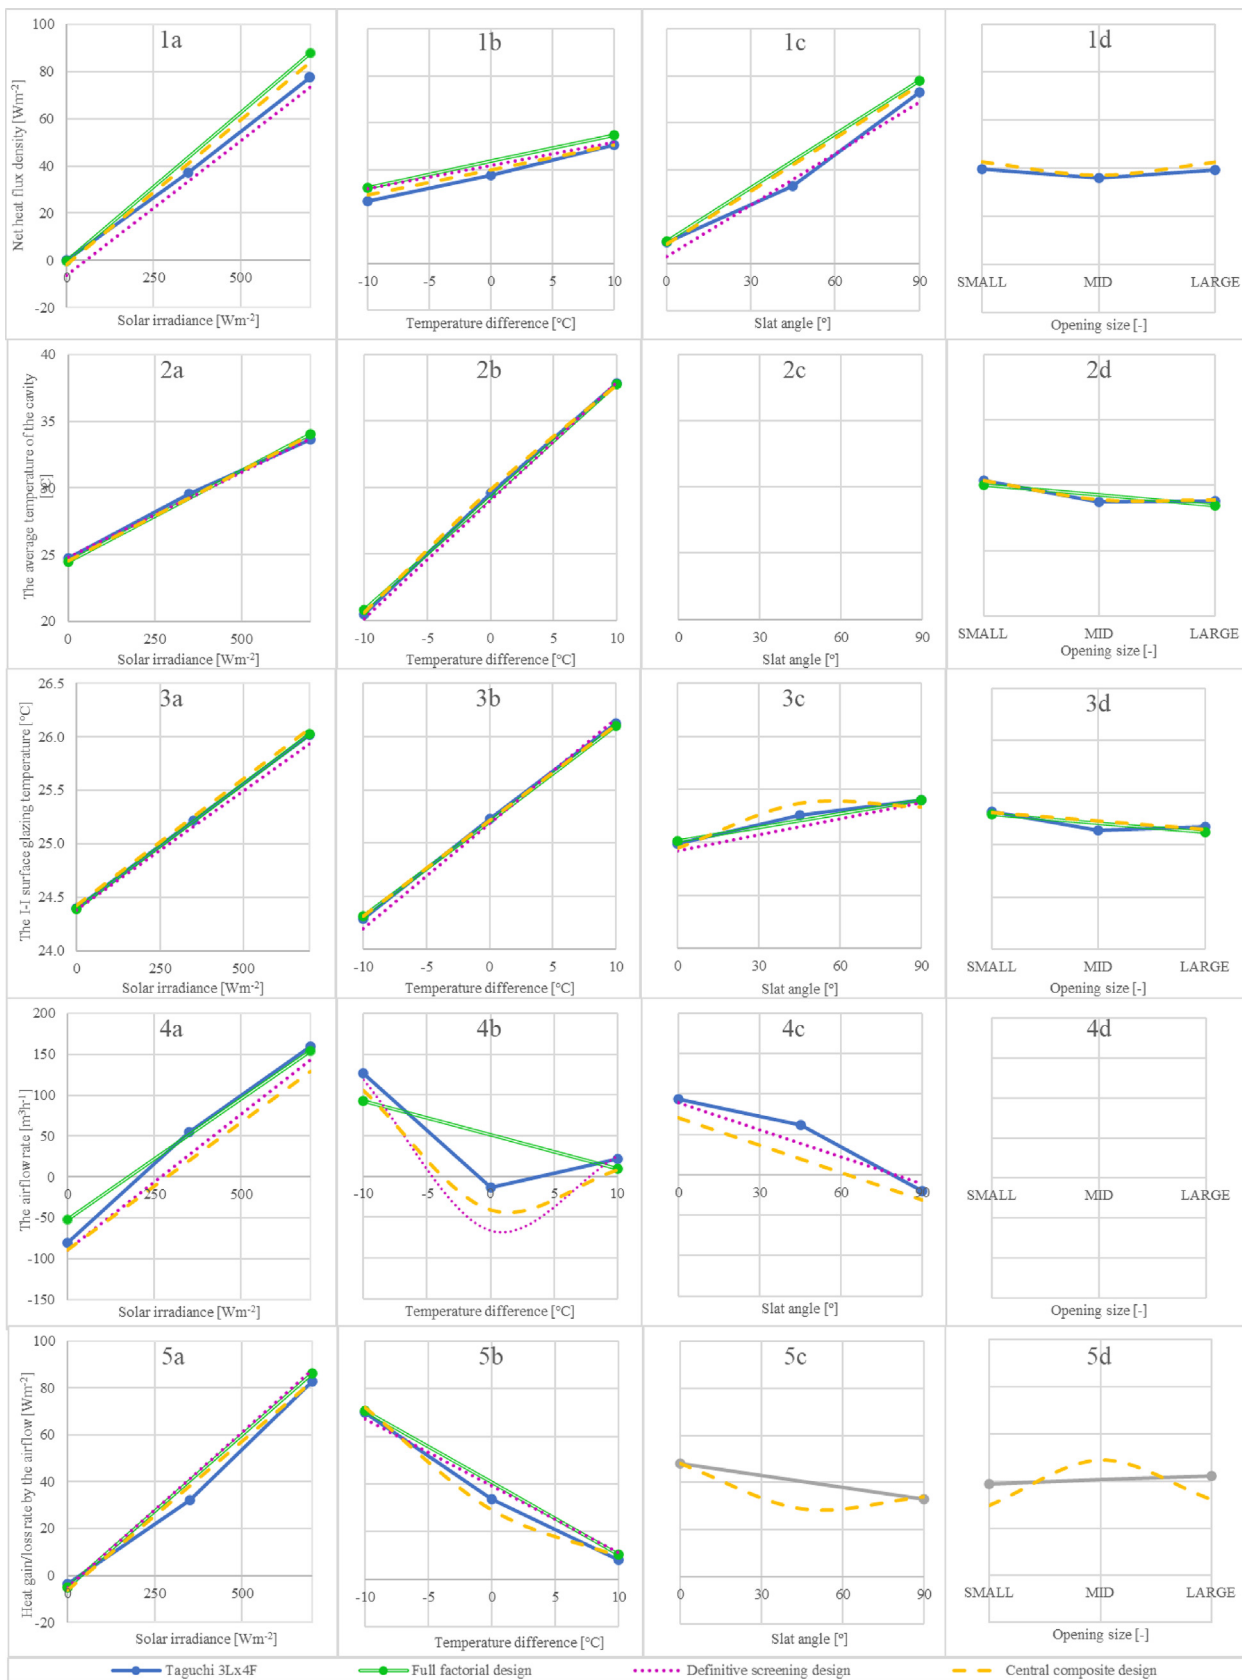 1a
1b
1c
1d
Net heat flux density [Wm-2]
100
80
60
40
20
0
-20
0 250 500
-10 -5 0 5 10
0 30 60 90
SMALL MID LARGE
Solar irradiance [Wm-2]
Temperature difference [°C]
Slat angle [º]
Opening size [-]
2a
2b
2c
2d
The average temperature of the cavity
[°C]
40
35
30
25
20
0 250 500
-10 -5 0 5 10
0 30 60 90
SMALL MID LARGE
Solar irradiance [Wm-2]
Temperature difference [°C]
Slat angle [º]
Opening size [-]
3a
3b
3c
3d
The I-I surface glazing temperature [°C]
26.5
26.0
25.5
25.0
24.5
24.0
0 250 500
-10 -5 0 5 10
0 30 60 90
SMALL MID LARGE
Solar irradiance [Wm-2]
Temperature difference [°C]
Slat angle [º]
Opening size [-]
4a
4b
4c
4d
The airflow rate [m3h-1]
200
150
100
50
0
-50
-100
-150
0 250 500
-10 -5 0 5 10
0 30 60 90
SMALL MID LARGE
Solar irradiance [Wm-2]
Temperature difference [°C]
Slat angle [º]
Opening size [-]
5a
5b
5c
5d
Heat gain/loss rate by the airflow [Wm-2]
100
80
60
40
20
0
-20
0 250 500
-10 -5 0 5 10
0 30 60 90
SMALL MID LARGE
Solar irradiance [Wm-2]
Temperature difference [°C]
Slat angle [º]
Opening size [-]
Taguchi 3Lx4F Full factorial design Definitive screening design Central composite design